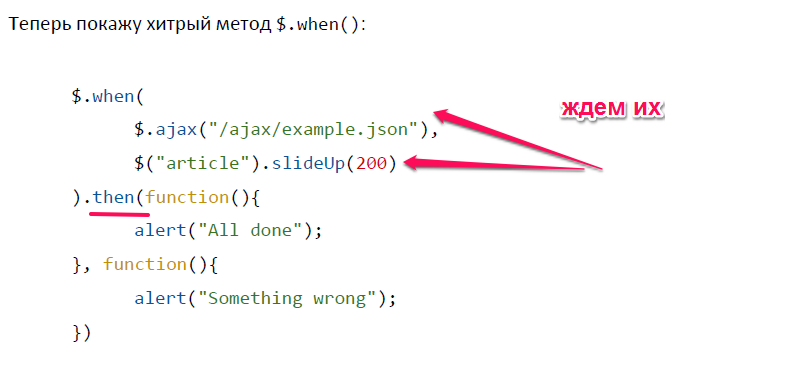 Теперь покажу хитрый метод $.when():
$.when(
ждем их
$.ajax("/ajax/example.json"),
$("article").slideUp(200)
).then(function(){
alert("All done");
}, function(){
alert("Something wrong");
})